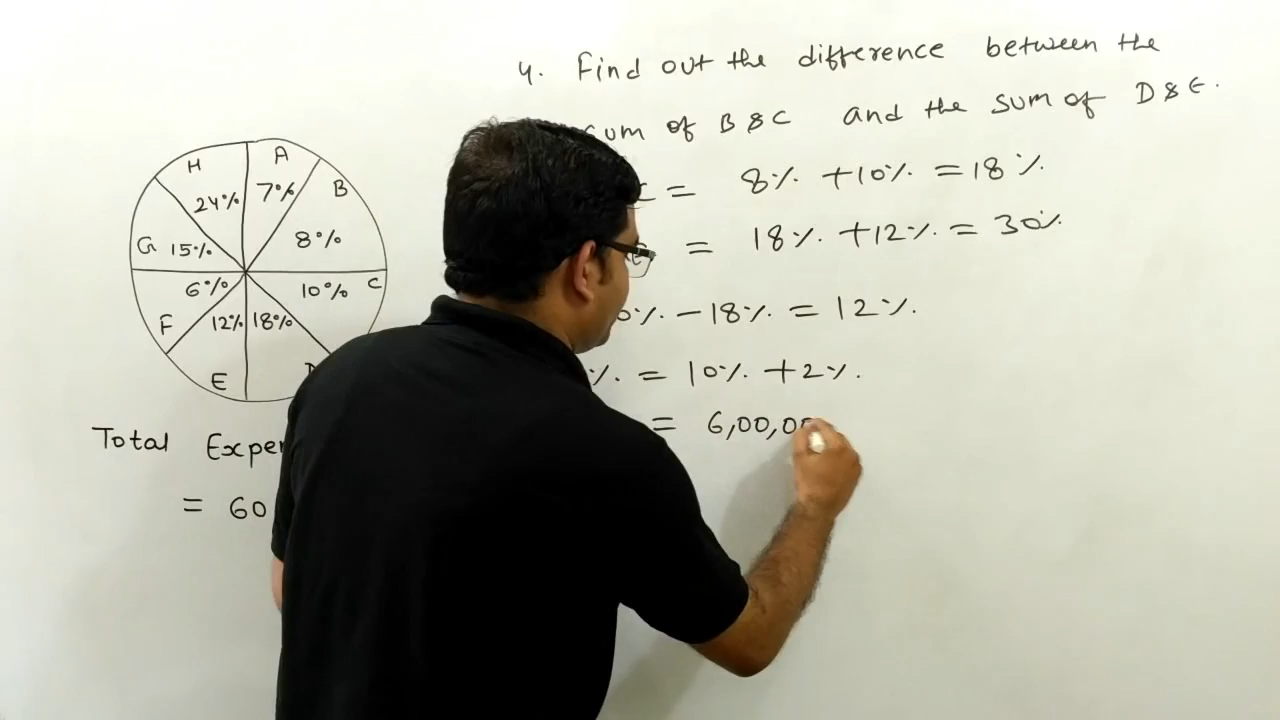 4. Find out the difference between the
sum of B & C and the sum of D & E.
C = 8% + 10% = 18%
= 18% + 12% = 30%
0% - 18% = 12%.
%. = 10% + 2%.
= 6,00,00
H
24%
A
7%
B
8%
G 15%
6%
F
10% C
12%
18%
E
D
Total
= 60